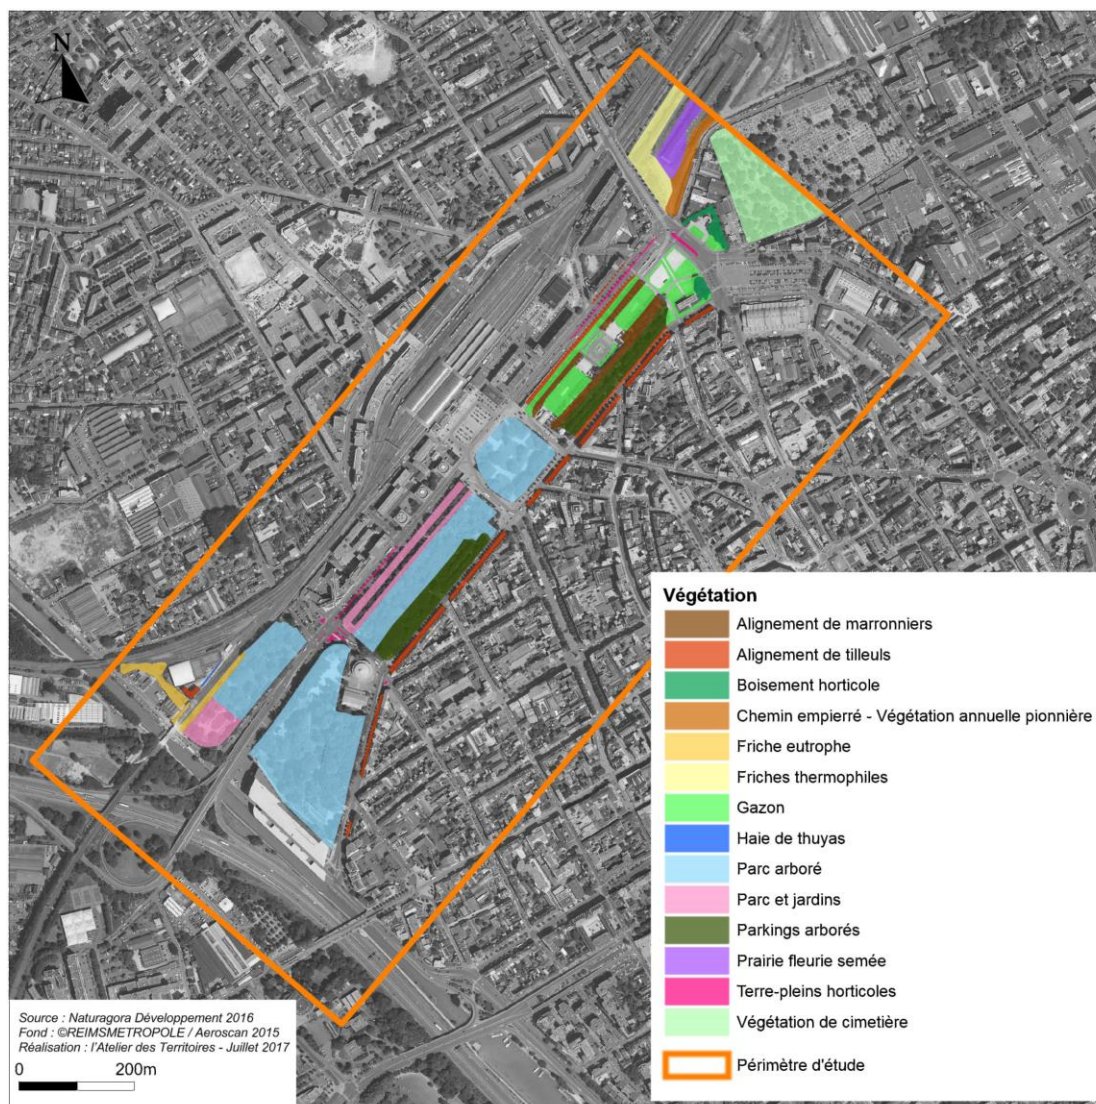 N
Végétation
Alignement de marronniers
Alignement de tilleuls
Boisement horticole
Chemin empierré - Végétation annuelle pionnière
Friche eutrophe
Friches thermophiles
Gazon
Haie de thuyas
Parc arboré
Parc et jardins
Parkings arborés
Prairie fleurie semée
Terre-pleins horticoles
Végétation de cimetière
Périmètre d'étude
Source : Naturagora Développement 2016
Fond : ©REIMSMETROPOLE / Aeroscan 2015
Réalisation : l'Atelier des Territoires - Juillet 2017
0 200m